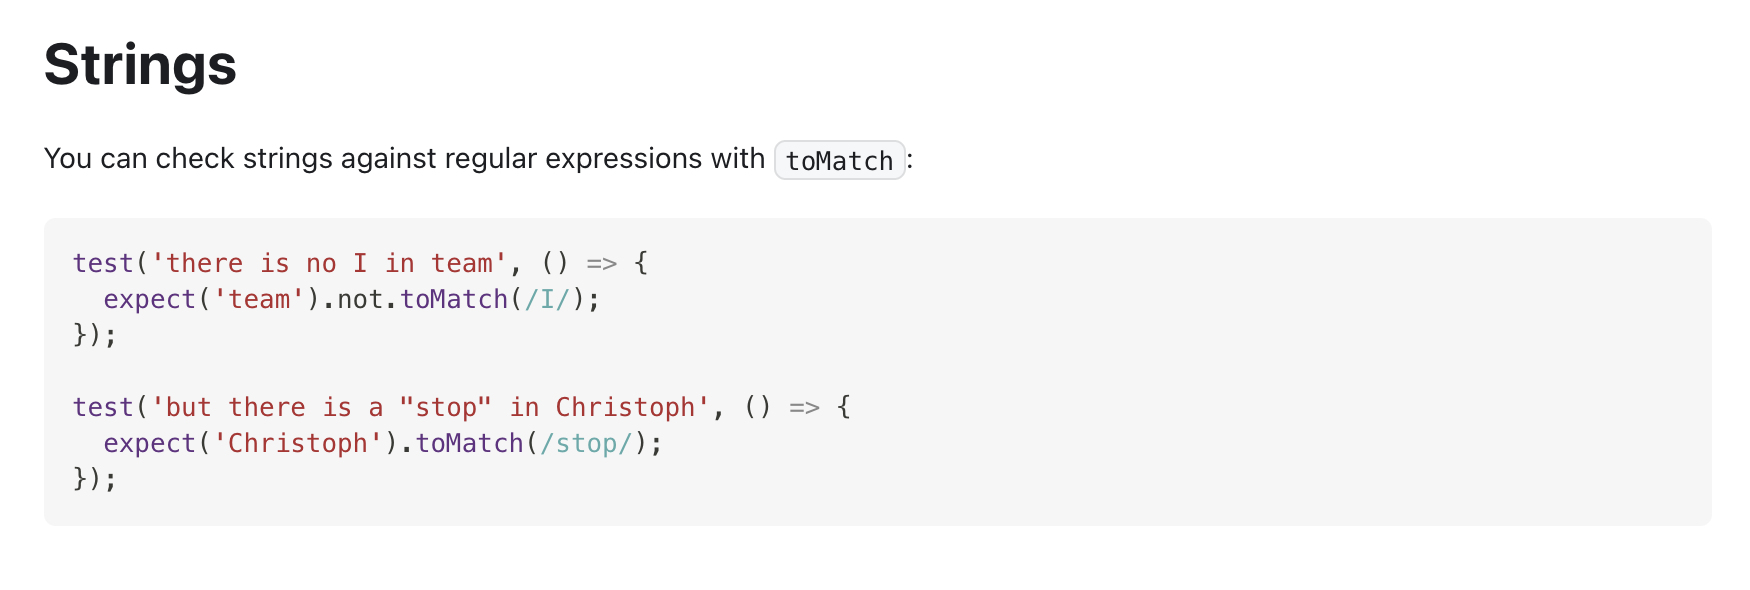 Strings
You can check strings against regular expressions with toMatch:
test('there is no I in team', () => {
  expect('team').not.toMatch(/I/);
});
test('but there is a "stop" in Christoph', () => {
  expect('Christoph').toMatch(/stop/);
});